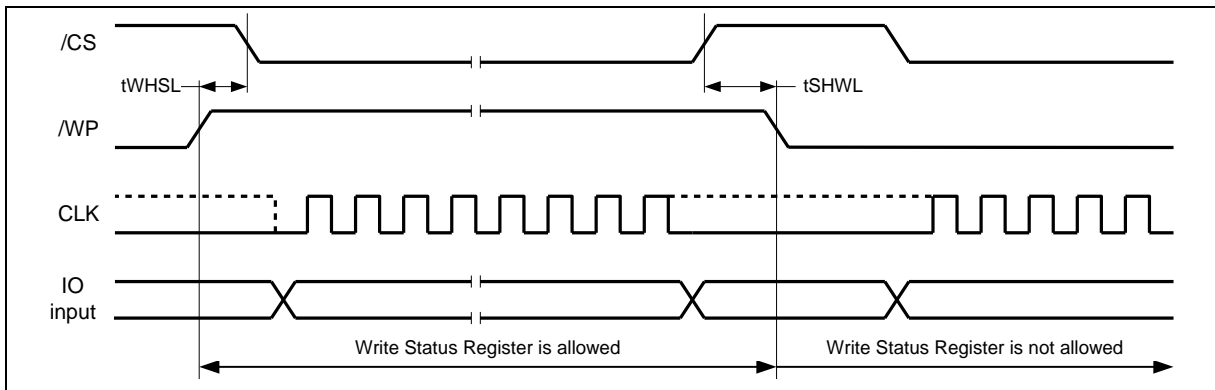 /CS
tWHSL
tSHWL
/WP
CLK
IO
input
Write Status Register is allowed
Write Status Register is not allowed